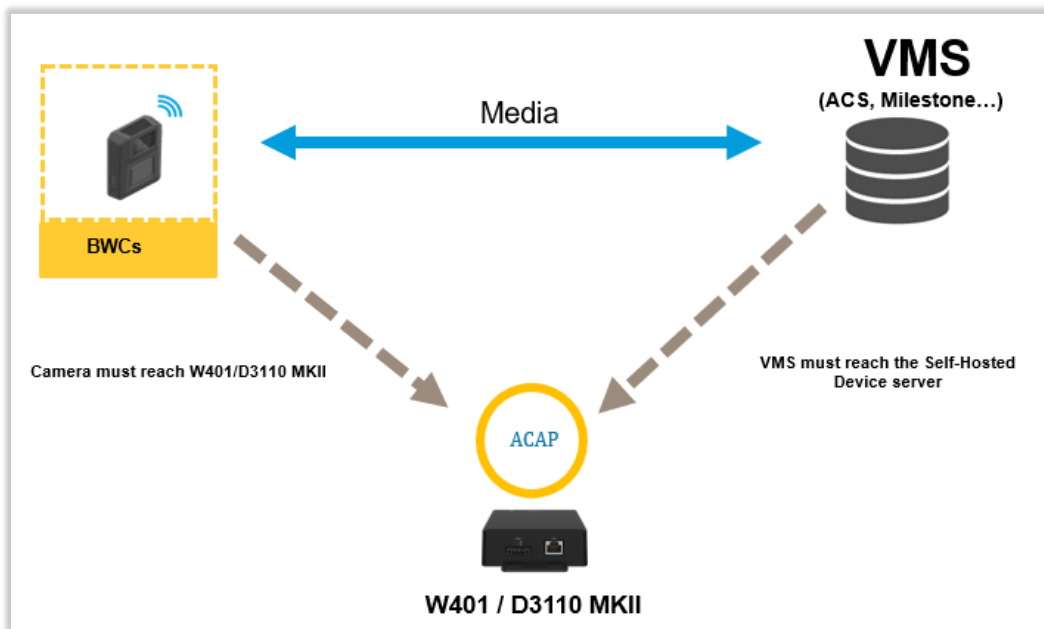 VMS
(ACS, Milestone...)
Media
BWCs
Camera must reach W401/D3110 MKII
VMS must reach the Self-Hosted
Device server
ACAP
W401 / D3110 MKII